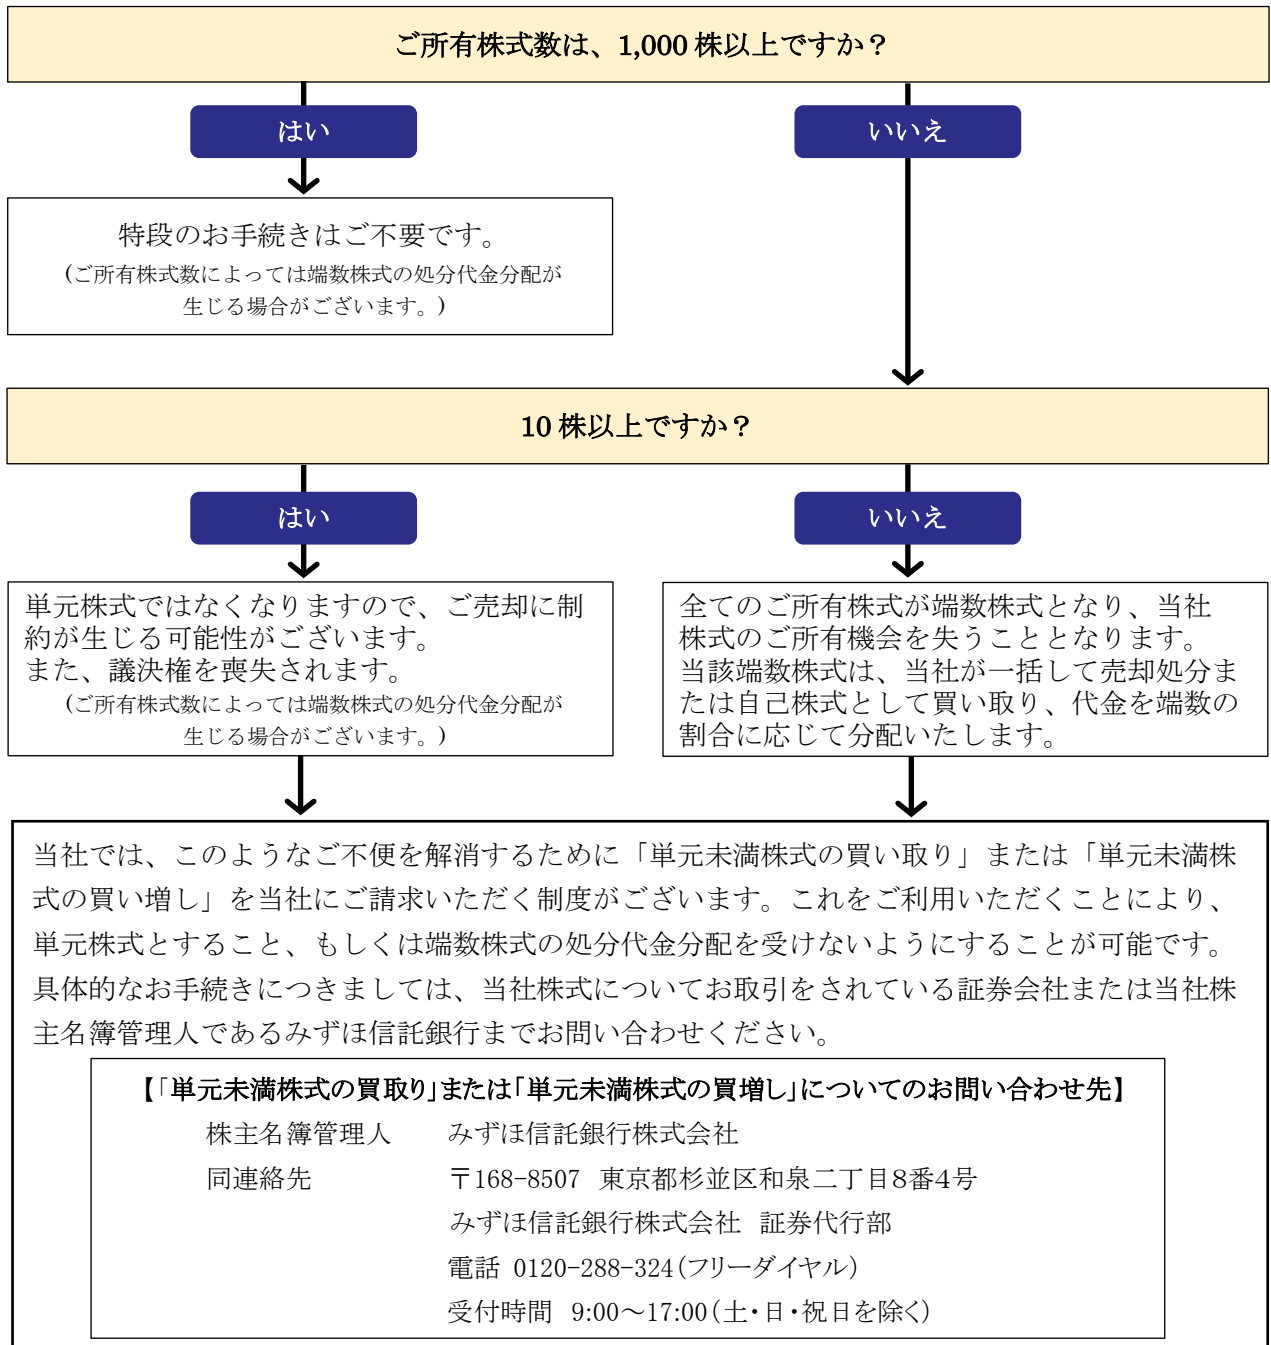 ご所有株式数は、1,000 株以上ですか？
はい
いいえ
特段のお手続きはご不要です。
(ご所有株式数によっては端数株式の処分代金分配が
生じる場合がございます。)
10 株以上ですか？
はい
いいえ
単元株式ではなくなりますので、ご売却に制
約が生じる可能性がございます。
また、議決権を喪失されます。
(ご所有株式数によっては端数株式の処分代金分配が
生じる場合がございます。)
全てのご所有株式が端数株式となり、当社
株式のご所有機会を失うこととなります。
当該端数株式は、当社が一括して売却処分ま
たは自己株式として買い取り、代金を端数の
割合に応じて分配いたします。
当社では、このようなご不便を解消するために「単元未満株式の買い取り」または「単元未満株
式の買い増し」を当社にご請求いただく制度がございます。これをご利用いただくことにより、
単元株式とすること、もしくは端数株式の処分代金分配を受けないようにすることが可能です。
具体的なお手続きにつきましては、当社株式についてお取引をされている証券会社または当社株
主名簿管理人であるみずほ信託銀行までお問い合わせください。
【「単元未満株式の買取り」または「単元未満株式の買増し」についてのお問い合わせ先】
株主名簿管理人 みずほ信託銀行株式会社
同連絡先 〒168-8507 東京都杉並区和泉二丁目８番４号
みずほ信託銀行株式会社 証券代行部
電話 0120-288-324（フリーダイヤル）
受付時間 9:00～17:00（土・日・祝日を除く）